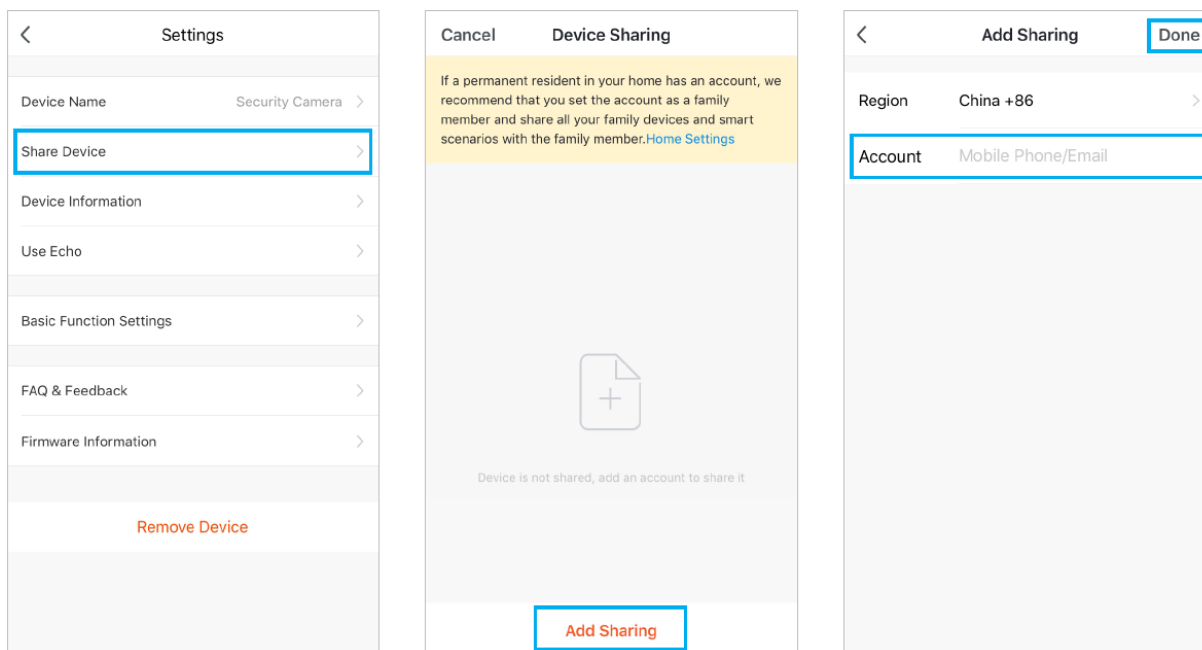 Settings
Device Name Security Camera
Share Device
Device Information
Use Echo
Basic Function Settings
FAQ & Feedback
Firmware Information
Remove Device
Cancel Device Sharing
If a permanent resident in your home has an account, we
recommend that you set the account as a family
member and share all your family devices and smart
scenarios with the family member.Home Settings
Device is not shared, add an account to share it
Add Sharing
Add Sharing Done
Region China +86
Account Mobile Phone/Email